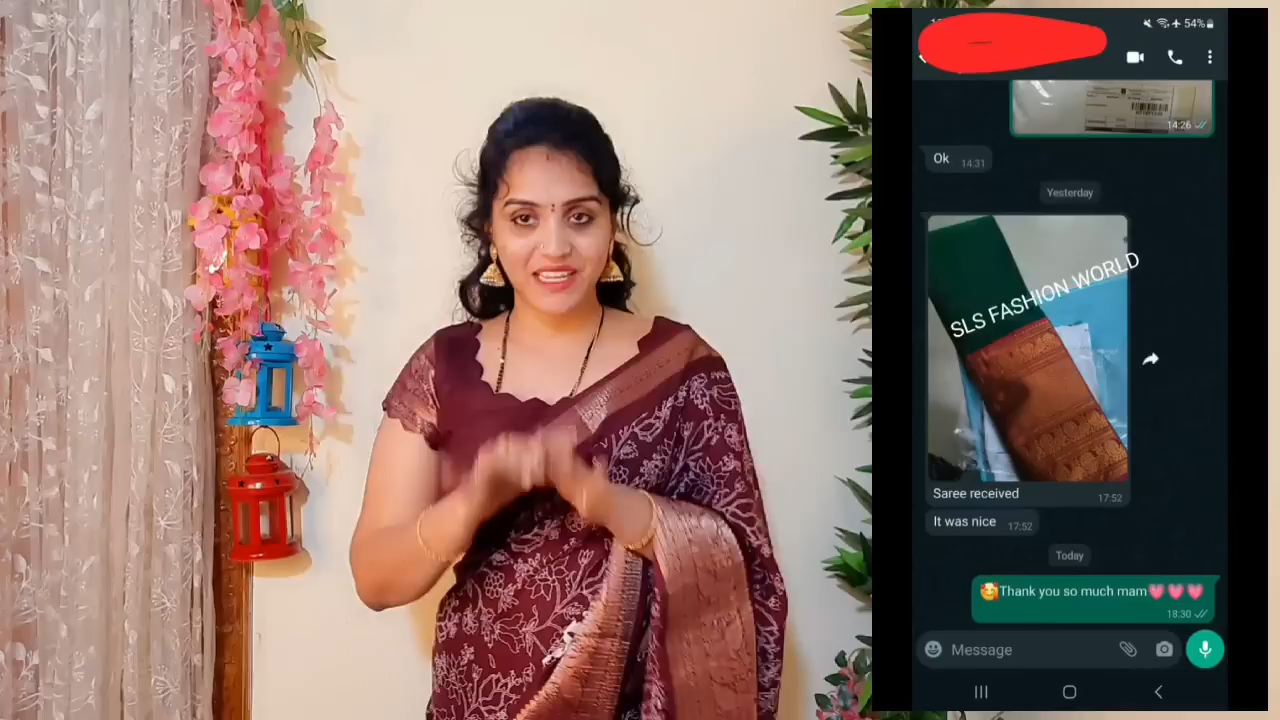 54%
14:26
Ok 14:31
Yesterday
SLS FASHION WORLD
Saree received 17:52
It was nice 17:52
Today
🥰Thank you so much mam💗💗💗
18:30
Message